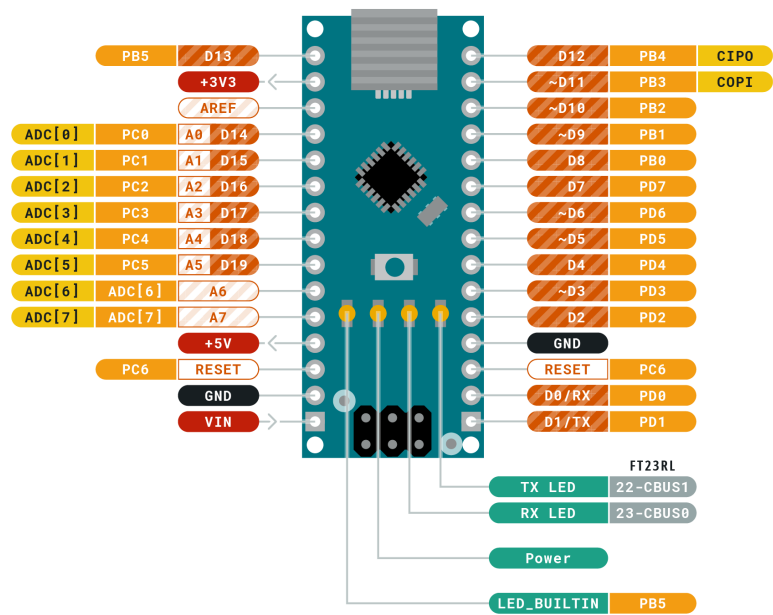 PB5 D13 D12 PB4 CIPO
+3V3 ~D11 PB3 COPI
AREF ~D10 PB2
ADC[0] PC0 A0 D14 ~D9 PB1
ADC[1] PC1 A1 D15 D8 PB0
ADC[2] PC2 A2 D16 D7 PD7
ADC[3] PC3 A3 D17 ~D6 PD6
ADC[4] PC4 A4 D18 ~D5 PD5
ADC[5] PC5 A5 D19 D4 PD4
ADC[6] ADC[6] A6 ~D3 PD3
ADC[7] ADC[7] A7 D2 PD2
+5V GND
PC6 RESET RESET PC6
GND D0/RX PD0
VIN D1/TX PD1
FT23RL
TX LED 22-CBUS1
RX LED 23-CBUS0
Power
LED_BUILTIN PB5